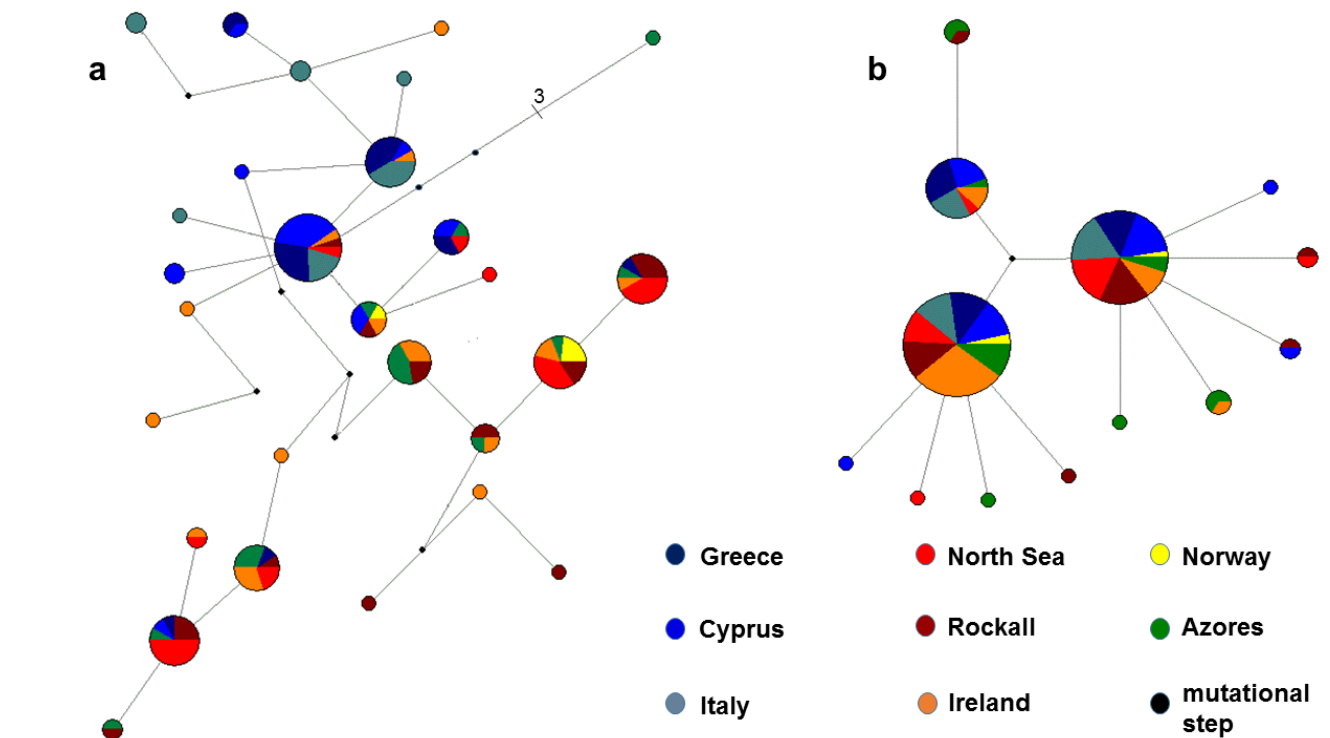 a
3
b
Greece
North Sea
Norway
Cyprus
Rockall
Azores
Italy
Ireland
mutational
step